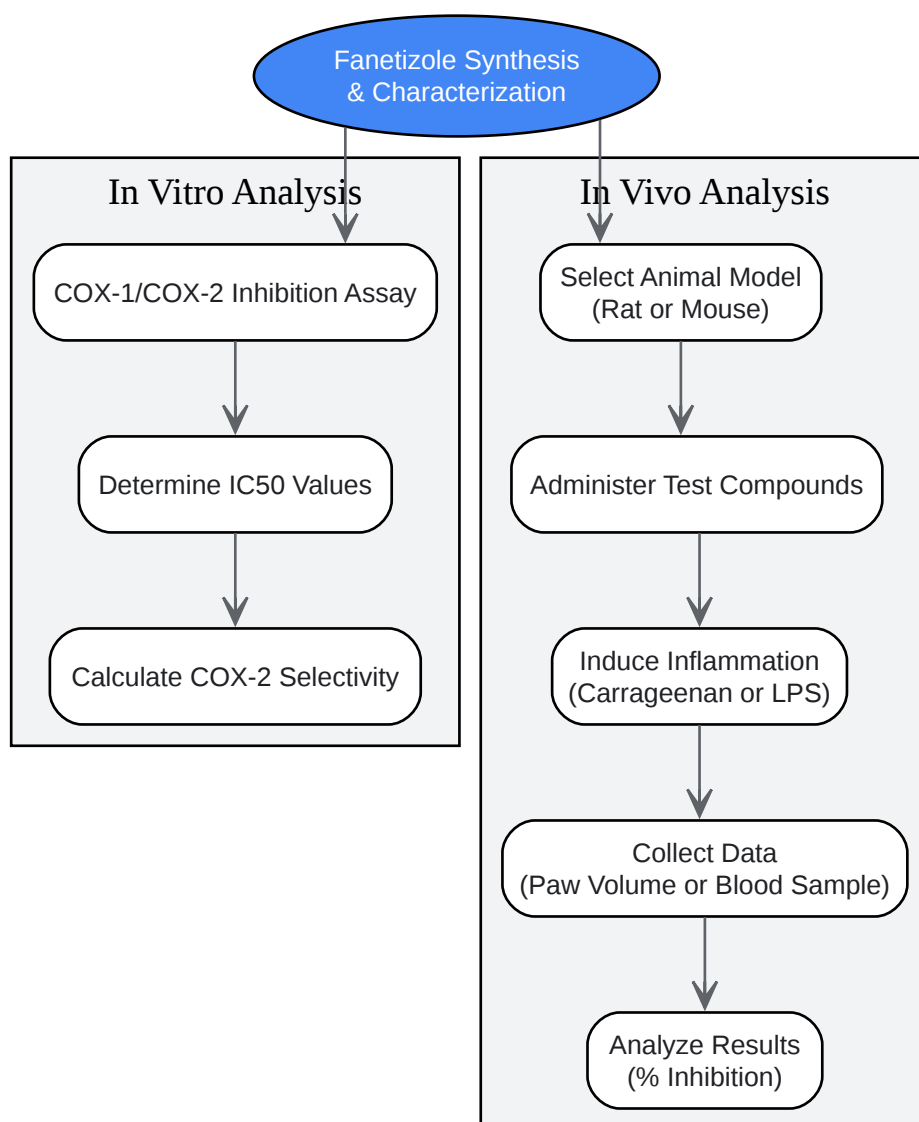 Fanetizole Synthesis
& Characterization
In Vitro Analysis
COX-1/COX-2 Inhibition Assay
Determine IC50 Values
Calculate COX-2 Selectivity
In Vivo Analysis
Select Animal Model
(Rat or Mouse)
Administer Test Compounds
Induce Inflammation
(Carrageenan or LPS)
Collect Data
(Paw Volume or Blood Sample)
Analyze Results
(% Inhibition)